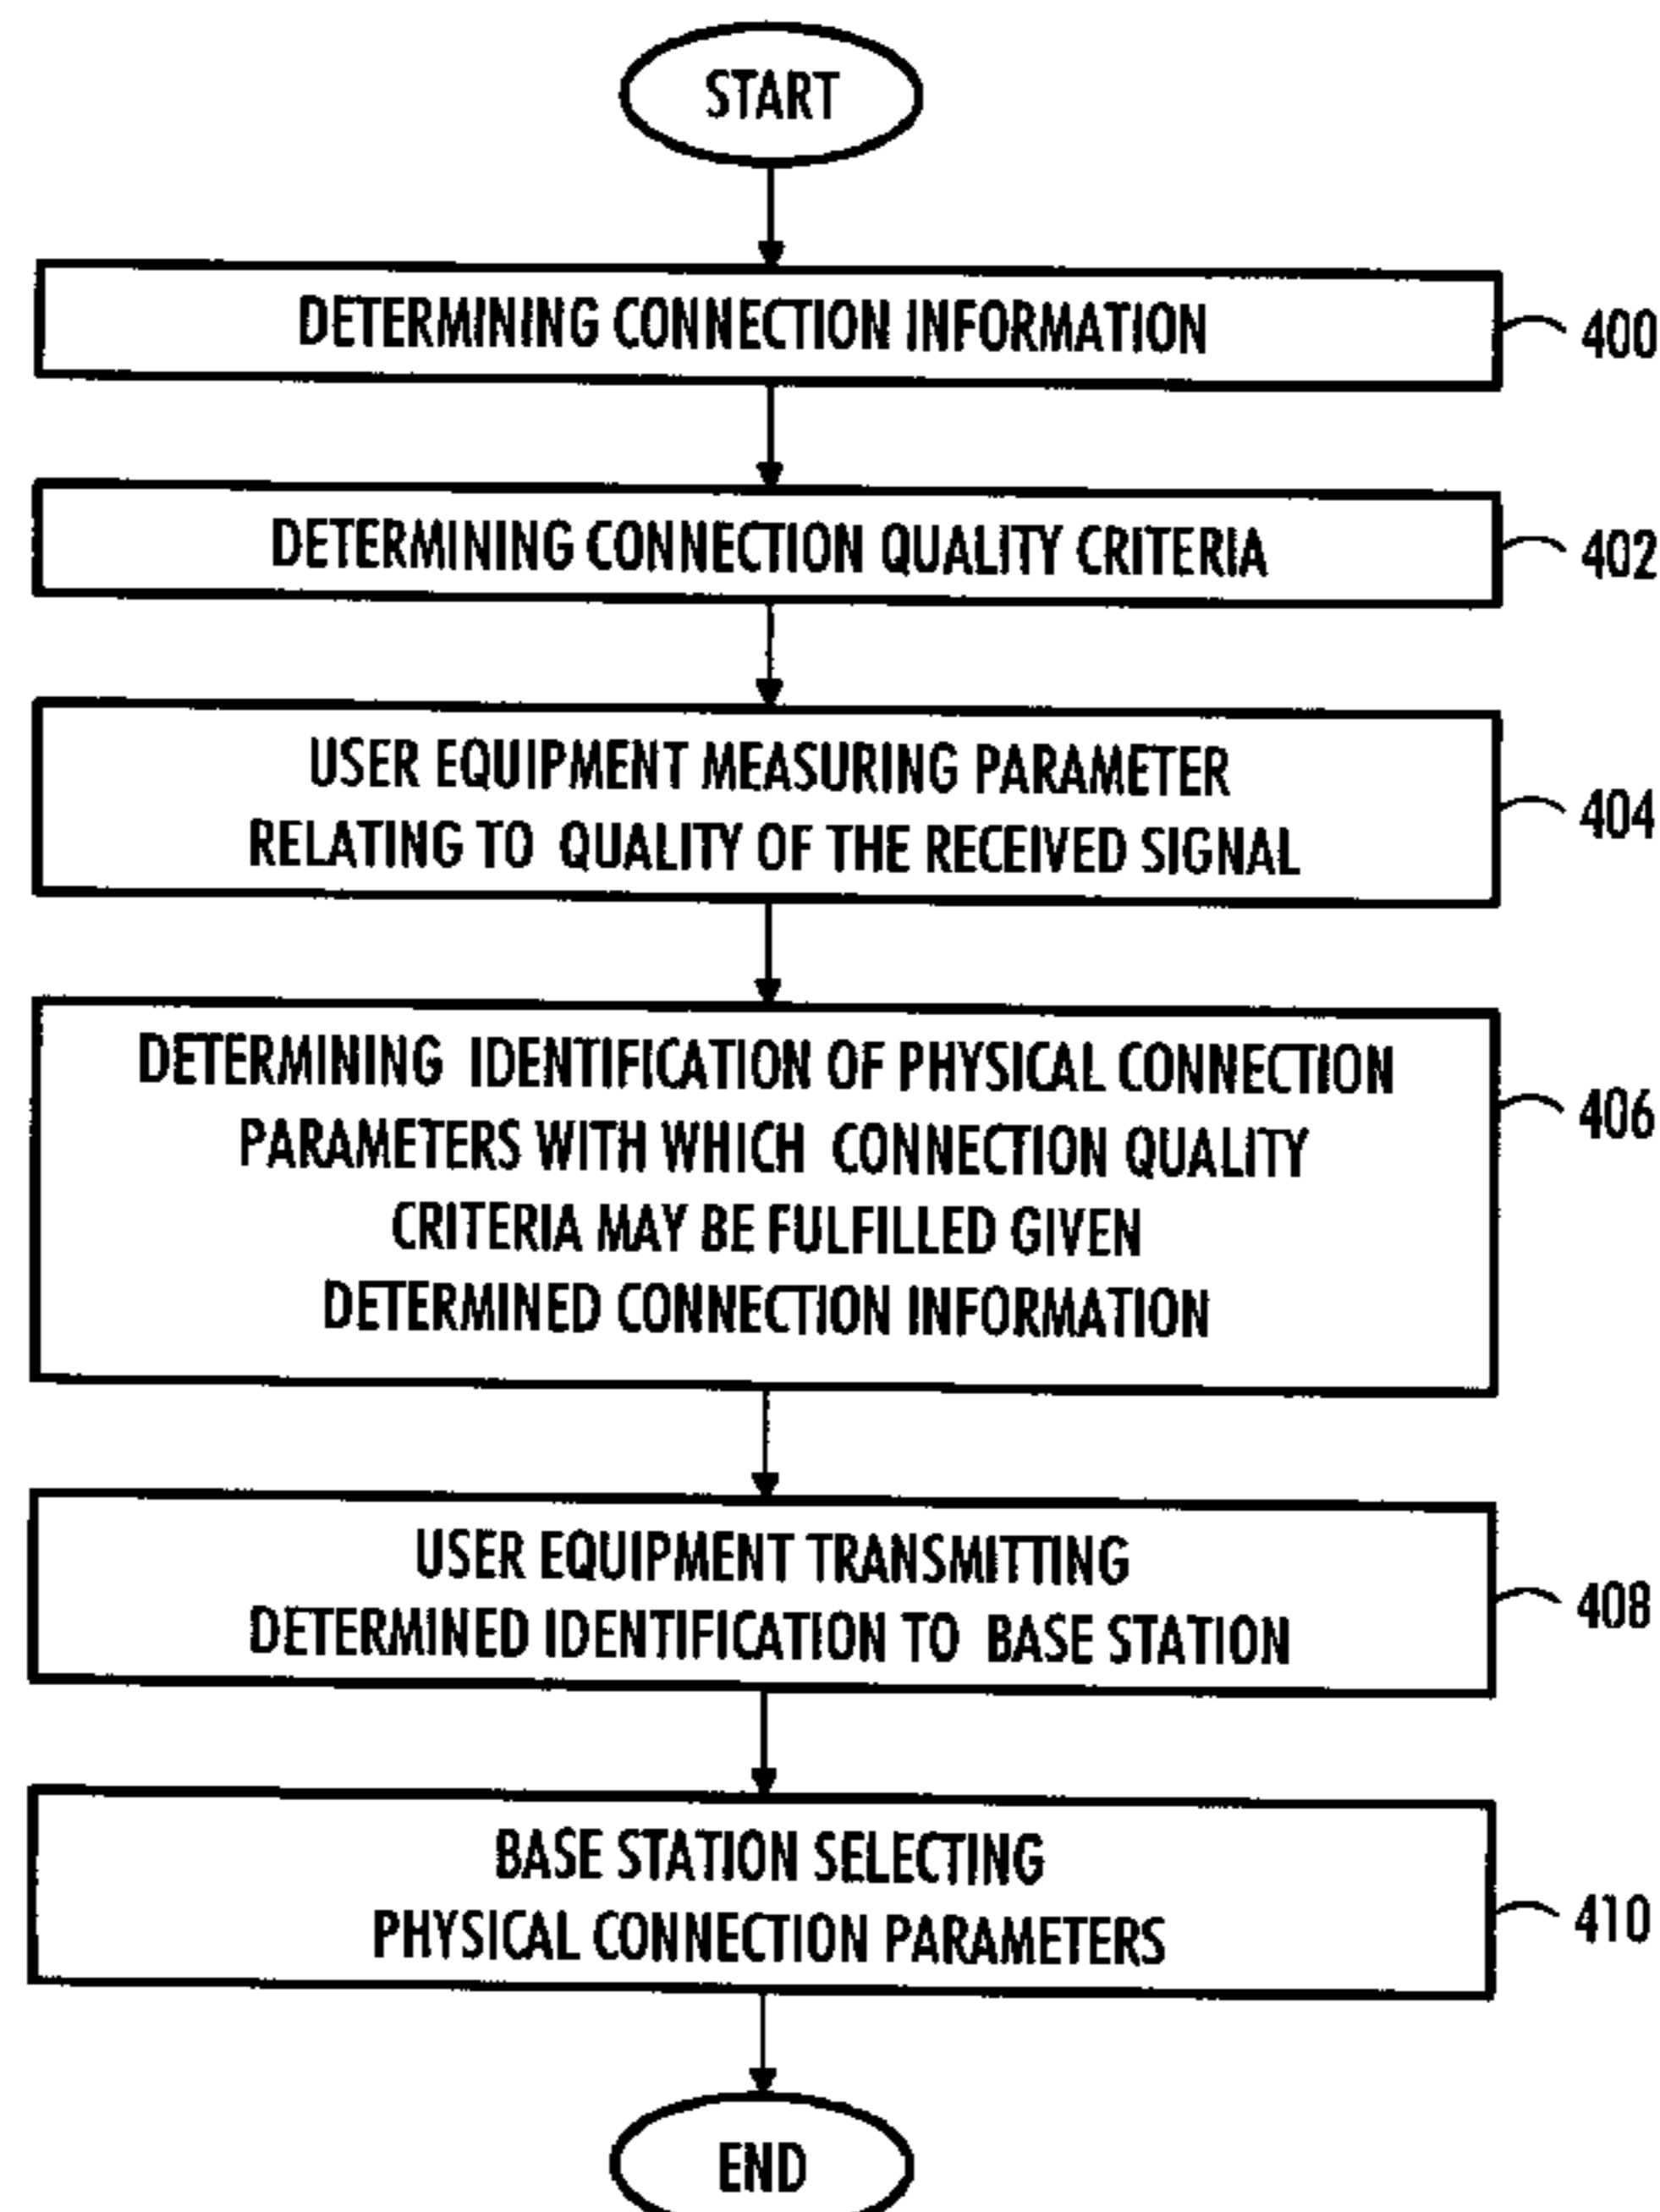 START
DETERMINING CONNECTION INFORMATION
400
DETERMINING CONNECTION QUALITY CRITERIA
402
USER EQUIPMENT MEASURING PARAMETER
RELATING TO QUALITY OF THE RECEIVED SIGNAL
404
DETERMINING IDENTIFICATION OF PHYSICAL CONNECTION
PARAMETERS WITH WHICH CONNECTION QUALITY
CRITERIA MAY BE FULFILLED GIVEN
DETERMINED CONNECTION INFORMATION
406
USER EQUIPMENT TRANSMITTING
DETERMINED IDENTIFICATION TO BASE STATION
408
BASE STATION SELECTING
PHYSICAL CONNECTION PARAMETERS
410
END